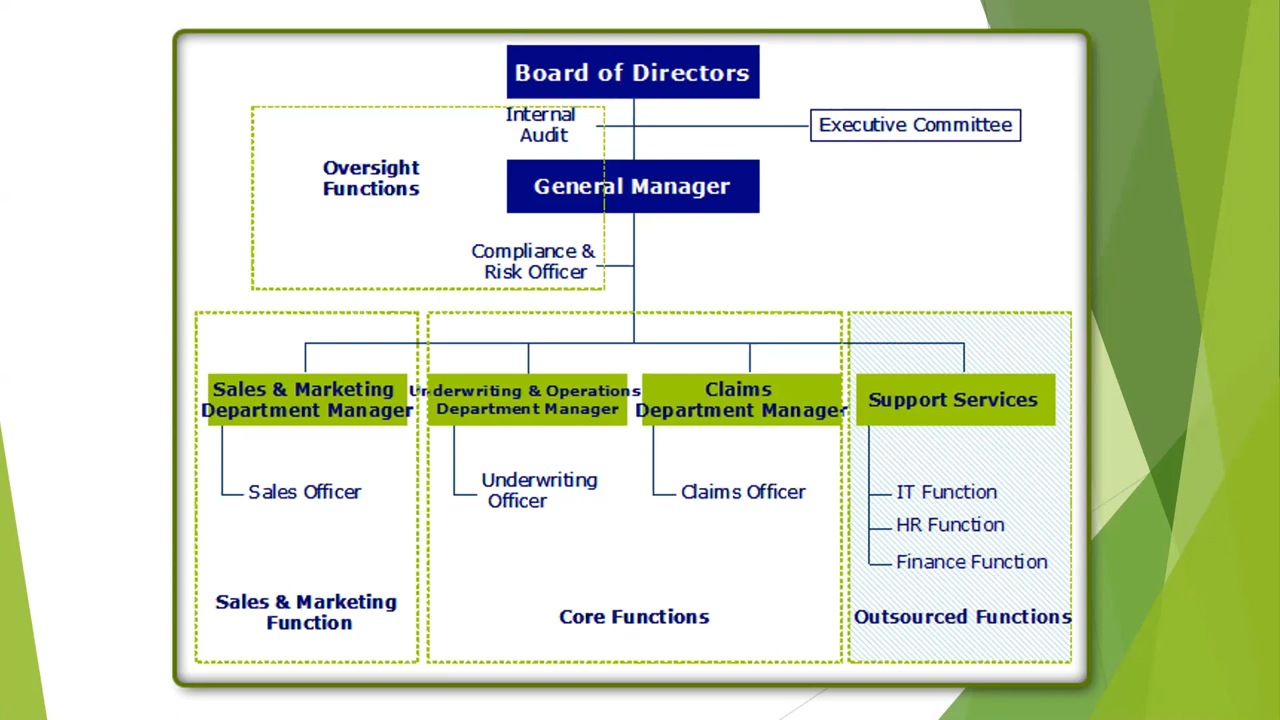 Board of Directors
Internal
Audit
Executive Committee
Oversight
Functions
General Manager
Compliance &
Risk Officer
Sales & Marketing
Department Manager
Underwriting & Operations
Department Manager
Claims
Department Manager
Support Services
Sales Officer
Underwriting
Officer
Claims Officer
IT Function
HR Function
Finance Function
Sales & Marketing
Function
Core Functions
Outsourced Functions